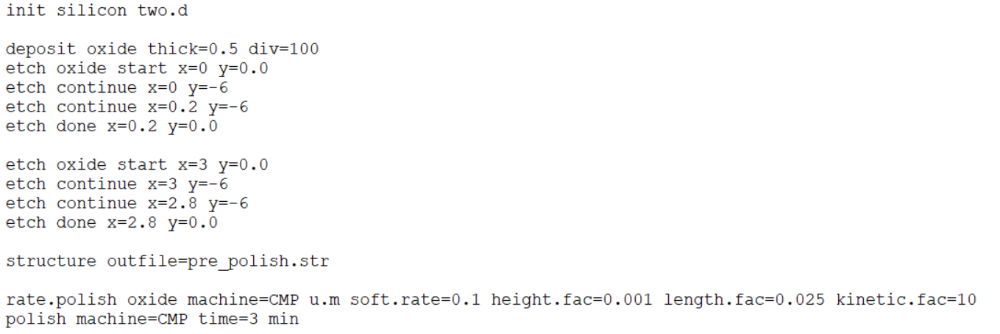 init silicon two.d
deposit oxide thick=0.5 div=100
etch oxide start x=0 y=0.0
etch continue x=0 y=-6
etch continue x=0.2 y=-6
etch done x=0.2 y=0.0
etch oxide start x=3 y=0.0
etch continue x=3 y=-6
etch continue x=2.8 y=-6
etch done x=2.8 y=0.0
structure outfile=pre_polish.str
rate.polish oxide machine=CMP u.m soft.rate=0.1 height.fac=0.001 length.fac=0.025 kinetic.fac=10
polish machine=CMP time=3 min